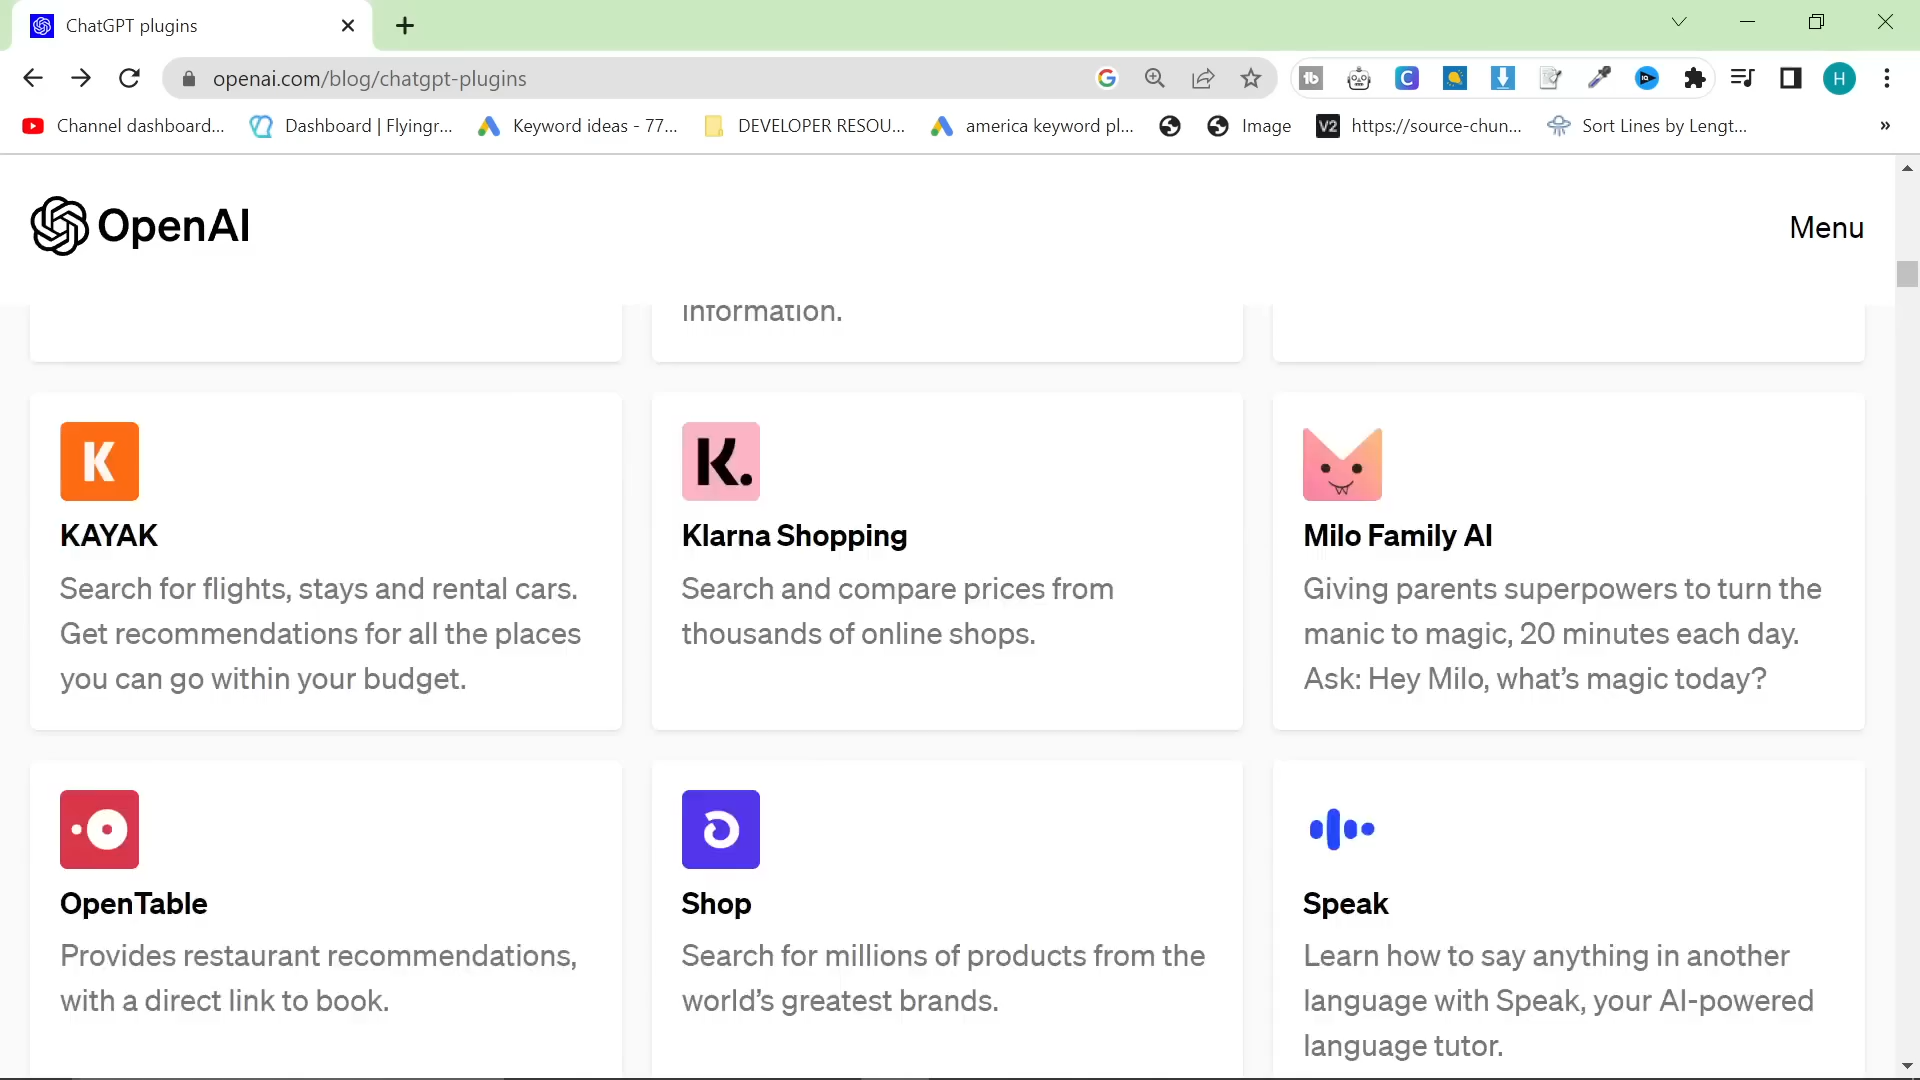 ChatGPT plugins
openai.com/blog/chatgpt-plugins
H
Channel dashboard...
Dashboard | Flyingr...
Keyword ideas - 77...
DEVELOPER RESOU...
america keyword pl...
Image
V2
https://source-chun...
Sort Lines by Lengt...
»
OpenAI
Menu
information.
K
KAYAK
Search for flights, stays and rental cars.
Get recommendations for all the places
you can go within your budget.
K.
Klarna Shopping
Search and compare prices from
thousands of online shops.
Milo Family AI
Giving parents superpowers to turn the
manic to magic, 20 minutes each day.
Ask: Hey Milo, what’s magic today?
OpenTable
Provides restaurant recommendations,
with a direct link to book.
Shop
Search for millions of products from the
world’s greatest brands.
Speak
Learn how to say anything in another
language with Speak, your AI-powered
language tutor.